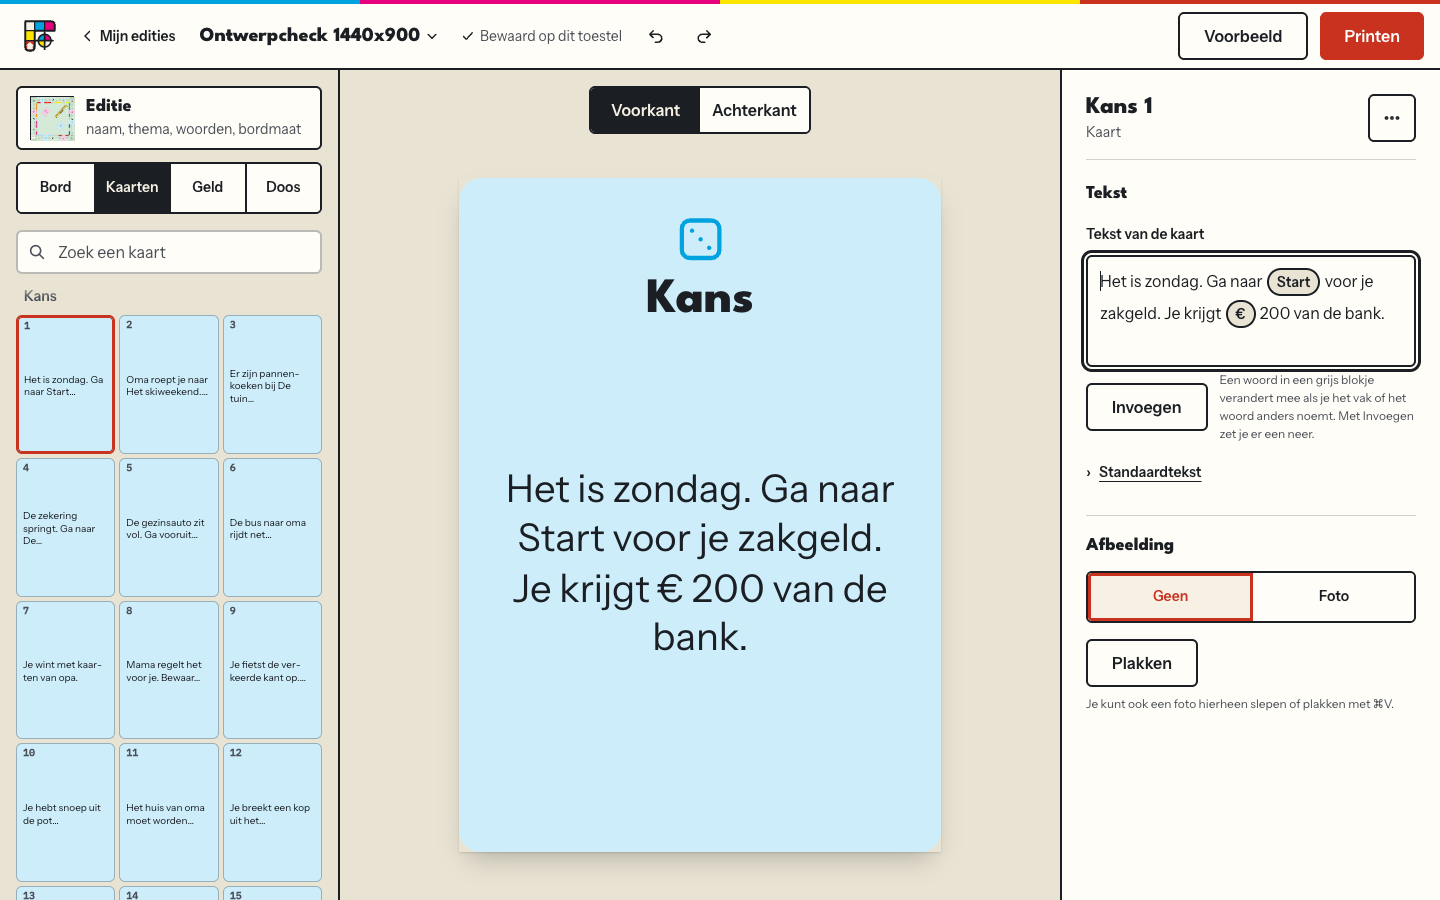 Mijn edities
Ontwerpcheck 1440x900
Bewaard op dit toestel
Voorbeeld
Printen
Editie
naam, thema, woorden, bordmaat
Bord
Kaarten
Geld
Doos
Zoek een kaart
Kans
1
Het is zondag. Ga
naar Start...
2
Oma roept je naar
Het skiweekend....
3
Er zijn pannen-
koeken bij De
tuin...
4
De zekering
springt. Ga naar
De...
5
De gezinsauto zit
vol. Ga vooruit...
6
De bus naar oma
rijdt net...
7
Je wint met kaar-
ten van opa.
8
Mama regelt het
voor je. Bewaar...
9
Je fietst de ver-
keerde kant op....
10
Je hebt snoep uit
de pot...
11
Het huis van oma
moet worden...
12
Je breekt een kop
uit het...
13
14
15
Voorkant
Achterkant
Kans
Het is zondag. Ga naar
Start voor je zakgeld.
Je krijgt € 200 van de
bank.
Kans 1
Kaart
Tekst
Tekst van de kaart
Het is zondag. Ga naar Start voor je
zakgeld. Je krijgt € 200 van de bank.
Invoegen
Een woord in een grijs blokje
verandert mee als je het vak of het
woord anders noemt. Met Invoegen
zet je er een neer.
› Standaardtekst
Afbeelding
Geen
Foto
Plakken
Je kunt ook een foto hierheen slepen of plakken met ⌘V.